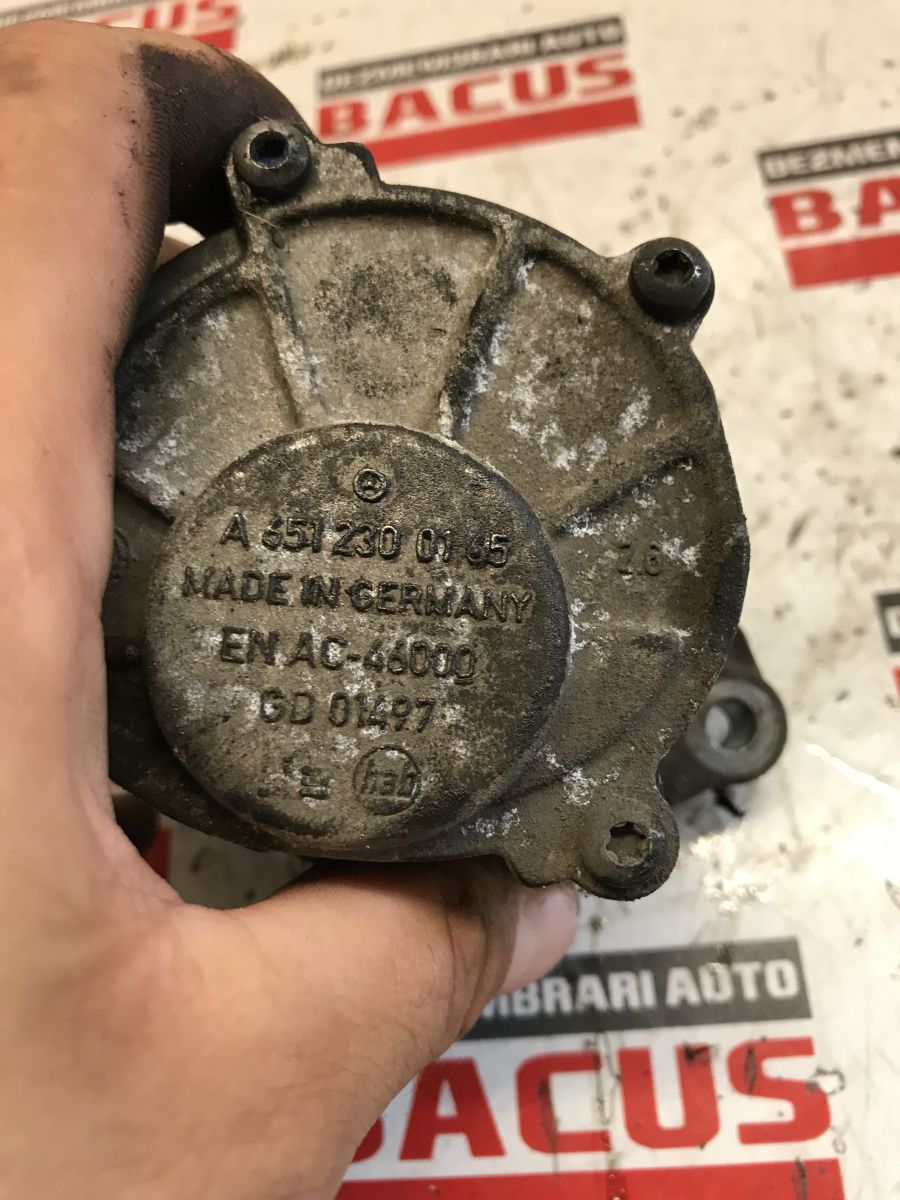 BACUS
DEZMEMBRARI AUTO
BACUS
DEZMEN
BA
A 651 230 01 65
MADE IN GERMANY
EN AC-46000
GD 01497
hab
MBRARI AUTO
BACUS